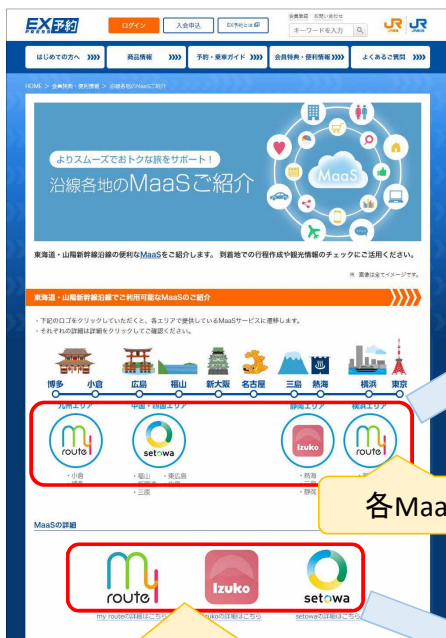 EX予約
ログイン
入会申込
EX予約とは
会員登録 お問い合わせ
キーワードを入力
JR JR
はじめての方へ
商品情報
予約・乗車ガイド
会員特典・便利情報
よくあるご質問
HOME > 会員特典・便利情報 > 沿線各地のMaaSご紹介
よりスムーズでおトクな旅をサポート！
沿線各地のMaaSご紹介
MaaS
東海道・山陽新幹線沿線の便利なMaaSをご紹介します。 到着地での行程作成や観光情報のチェックにご活用ください。
※ 画像は全てイメージです。
東海道・山陽新幹線沿線でご利用可能なMaaSのご紹介
・下記のロゴをクリックしていただくと、各エリアで提供しているMaaSサービスに遷移します。
・それぞれの詳細は詳細をクリックしてご確認ください。
博多 小倉 広島 福山 新大阪 名古屋 三島 熱海 横浜 東京
九州エリア 中国・四国エリア 静岡エリア 横浜エリア
my route
setowa
Izuko
my route
・小倉
・福山 ・東広島
・熱海
・三原
・静岡
各Maa
MaaSの詳細
my route
Izuko
setowa
my routeの詳細はこちら
zukoの詳細はこちら
setowaの詳細はこちら